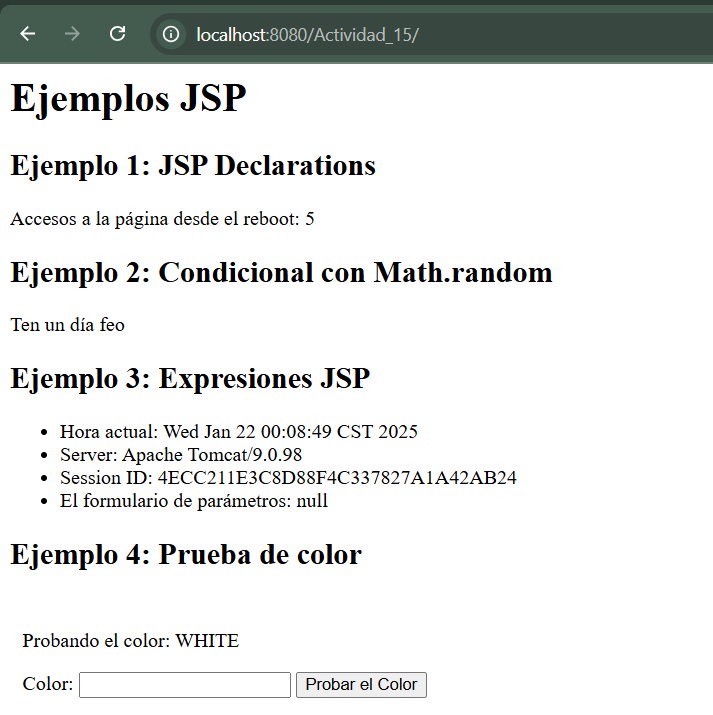 localhost:8080/Actividad_15/
Ejemplos JSP
Ejemplo 1: JSP Declarations
Accesos a la página desde el reboot: 5
Ejemplo 2: Condicional con Math.random
Ten un día feo
Ejemplo 3: Expresiones JSP
• Hora actual: Wed Jan 22 00:08:49 CST 2025
• Server: Apache Tomcat/9.0.98
• Session ID: 4ECC211E3C8D88F4C337827A1A42AB24
• El formulario de parámetros: null
Ejemplo 4: Prueba de color
Probando el color: WHITE
Color: Probar el Color